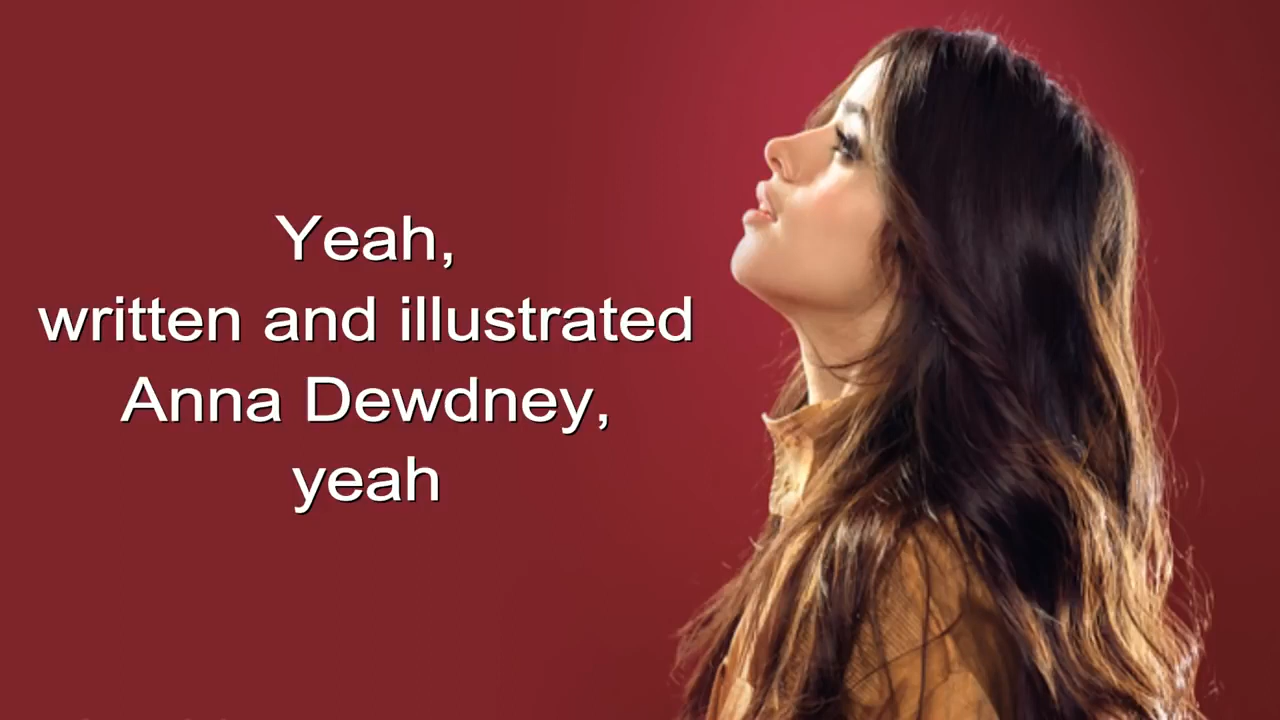 Yeah,
written and illustrated
Anna Dewdney,
yeah